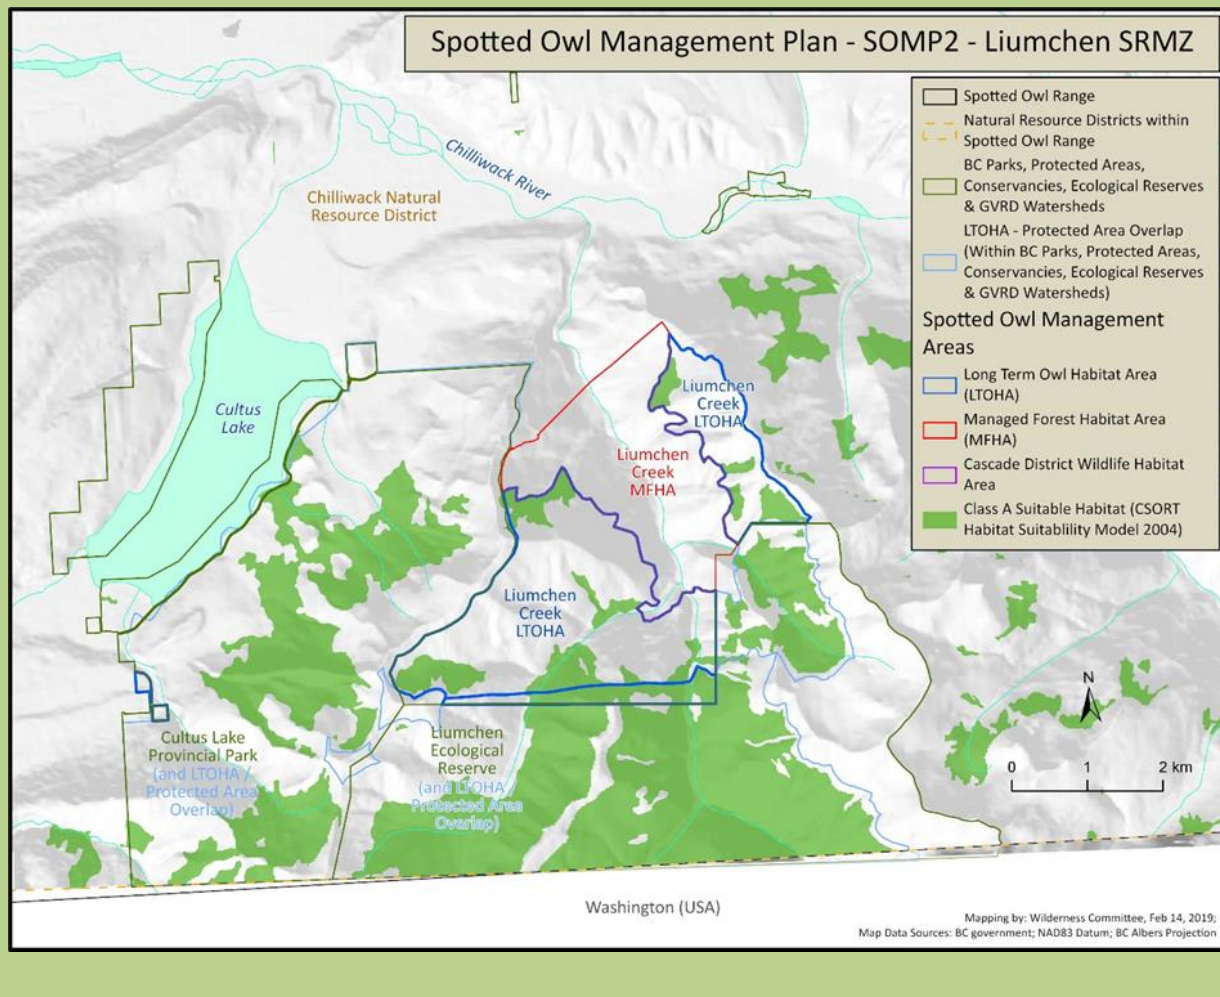 Spotted Owl Management Plan - SOMP2 - Liumchen SRMZ
Spotted Owl Range
Natural Resource Districts within
Spotted Owl Range
BC Parks, Protected Areas,
Conservancies, Ecological Reserves
& GVRD Watersheds
LTOHA - Protected Area Overlap
(Within BC Parks, Protected Areas,
Conservancies, Ecological Reserves
& GVRD Watersheds)
Spotted Owl Management
Areas
Long Term Owl Habitat Area
(LTOHA)
Managed Forest Habitat Area
(MFHA)
Cascade District Wildlife Habitat
Area
Class A Suitable Habitat (CSORT
Habitat Suitablility Model 2004)
Chilliwack River
Chilliwack Natural
Resource District
Cultus
Lake
Liumchen
Creek
LTOHA
Liumchen
Creek
MFHA
Liumchen
Creek
LTOHA
Cultus Lake
Provincial Park
(and LTOHA /
Protected Area
Overlap)
Liumchen
Ecological
Reserve
(and LTOHA /
Protected Area
Overlap)
N
0 1 2 km
Washington (USA)
Mapping by: Wilderness Committee, Feb 14, 2019;
Map Data Sources: BC government; NAD83 Datum; BC Albers Projection